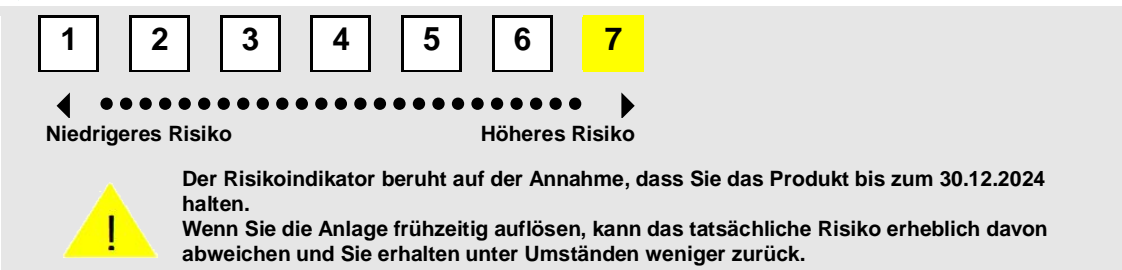 1 2 3 4 5 6 7
Niedrigeres Risiko Höheres Risiko
Der Risikoindikator beruht auf der Annahme, dass Sie das Produkt bis zum 30.12.2024
halten.
Wenn Sie die Anlage frühzeitig auflösen, kann das tatsächliche Risiko erheblich davon
abweichen und Sie erhalten unter Umständen weniger zurück.
!